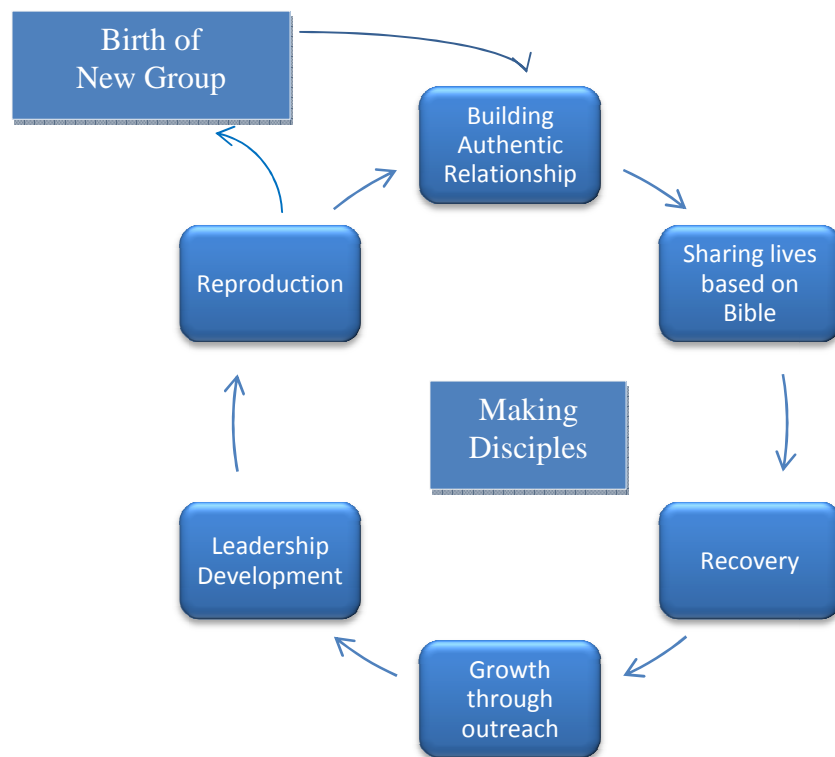 Birth of
New Group
Building
Authentic
Relationship
Sharing lives
based on
Bible
Recovery
Growth
through
outreach
Leadership
Development
Reproduction
Making
Disciples